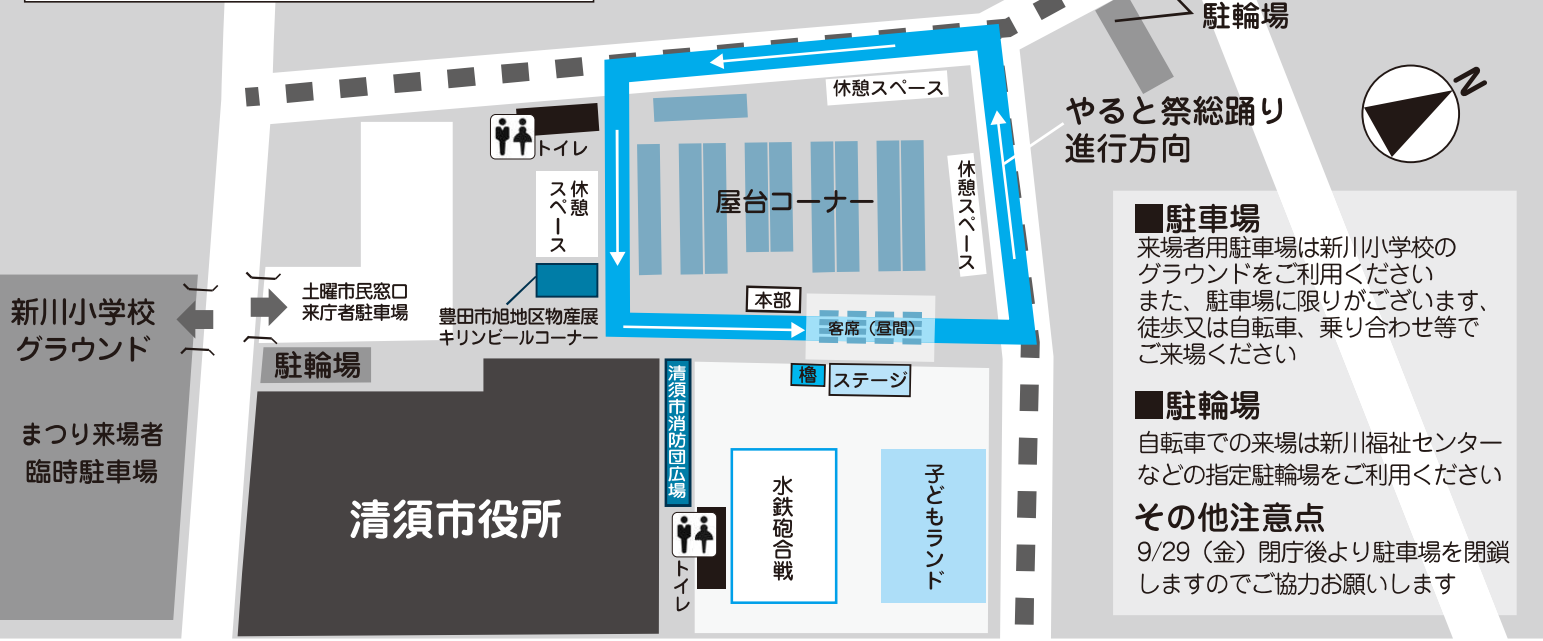 駐輪場
N
休憩スペース
やると祭総踊り
進行方向
トイレ
休憩
スペース
屋台コーナー
休憩スペース
■駐車場
来場者用駐車場は新川小学校の
グラウンドをご利用ください
また、駐車場に限りがございます、
徒歩又は自転車、乗り合わせ等で
ご来場ください
土曜市民窓口
来庁者駐車場
本部
新川小学校
グラウンド
豊田市旭地区物産展
キリンビールコーナー
客席（昼間）
駐輪場
清須市消防団広場
櫓
ステージ
■駐輪場
自転車での来場は新川福祉センター
などの指定駐輪場をご利用ください
まつり来場者
臨時駐車場
清須市役所
水鉄砲合戦
子どもランド
トイレ
その他注意点
9/29（金）閉庁後より駐車場を閉鎖
しますのでご協力お願いします